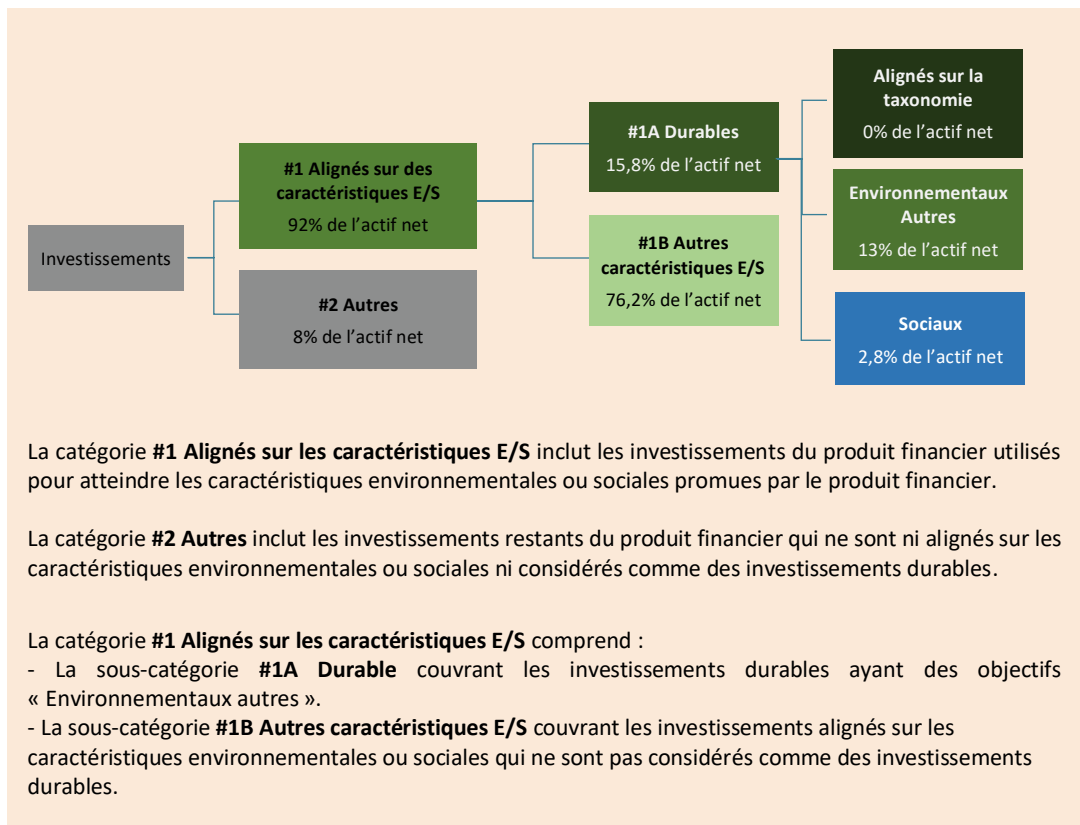 Investissements
#1 Alignés sur des
caractéristiques E/S
92% de l’actif net
#2 Autres
8% de l’actif net
#1A Durables
15,8% de l’actif net
#1B Autres
caractéristiques E/S
76,2% de l’actif net
Alignés sur la
taxonomie
0% de l’actif net
Environnementaux
Autres
13% de l’actif net
Sociaux
2,8% de l’actif net
La catégorie #1 Alignés sur les caractéristiques E/S inclut les investissements du produit financier utilisés
pour atteindre les caractéristiques environnementales ou sociales promues par le produit financier.
La catégorie #2 Autres inclut les investissements restants du produit financier qui ne sont ni alignés sur les
caractéristiques environnementales ou sociales ni considérés comme des investissements durables.
La catégorie #1 Alignés sur les caractéristiques E/S comprend :
- La sous-catégorie #1A Durable couvrant les investissements durables ayant des objectifs
« Environnementaux autres ».
- La sous-catégorie #1B Autres caractéristiques E/S couvrant les investissements alignés sur les
caractéristiques environnementales ou sociales qui ne sont pas considérés comme des investissements
durables.